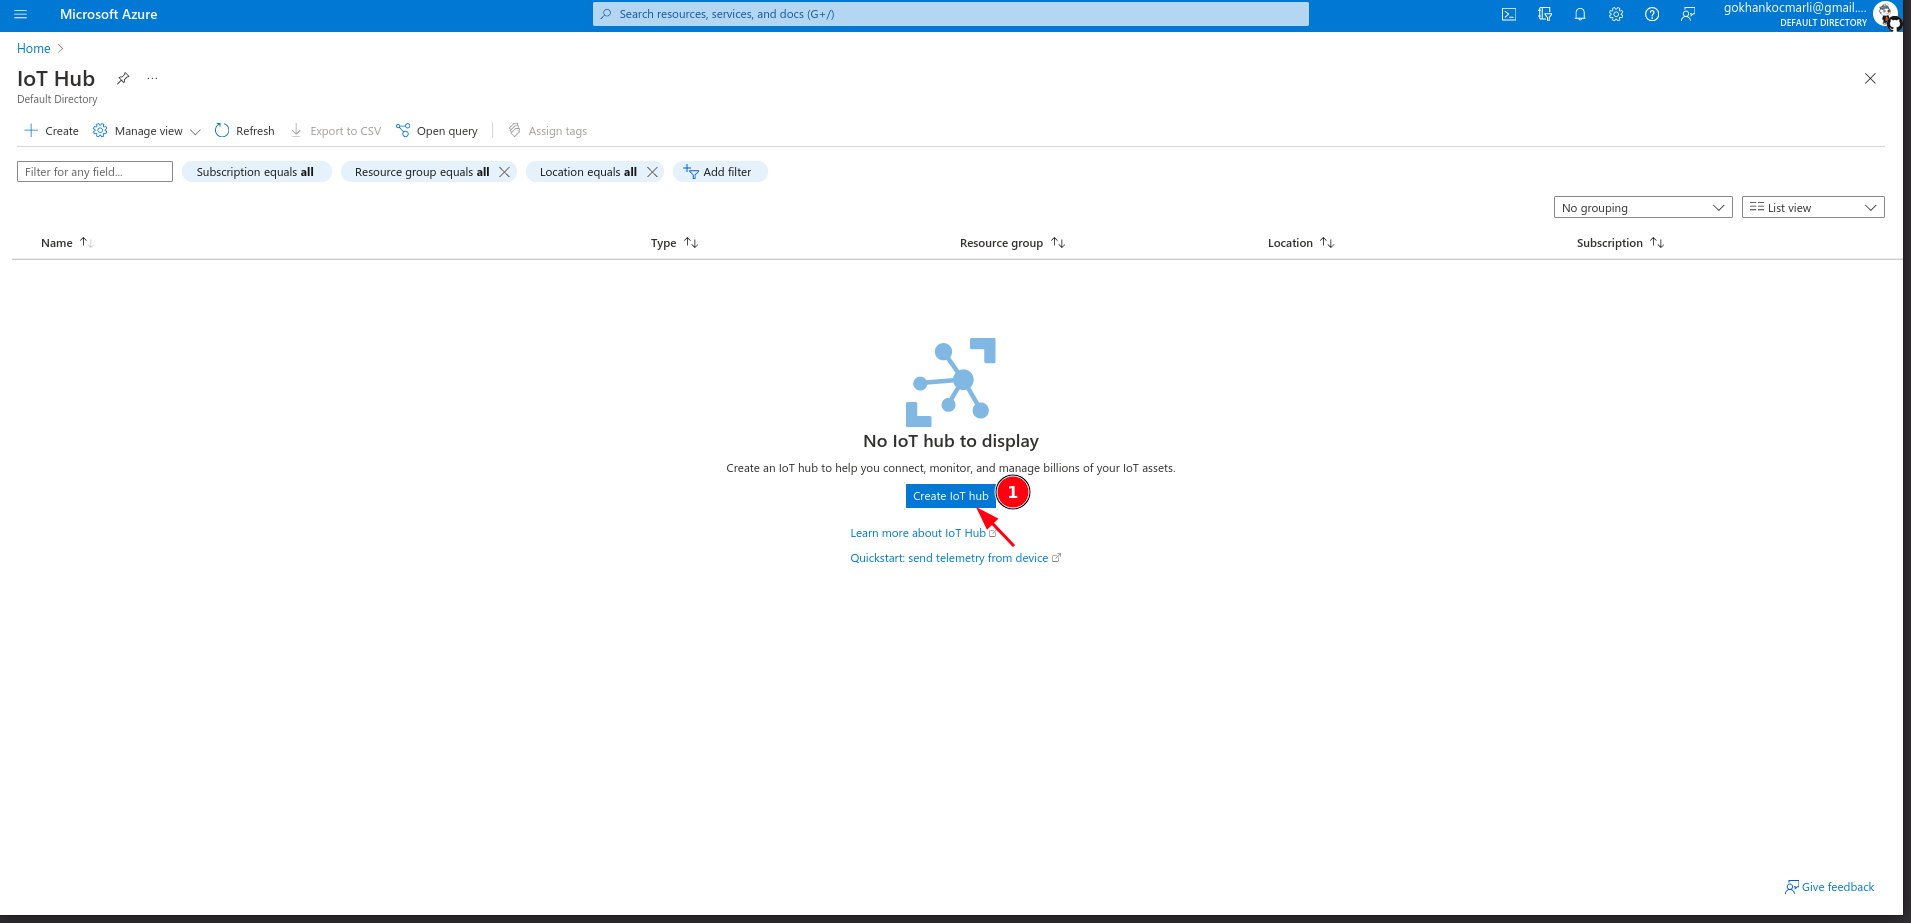 Microsoft Azure
Search resources, services, and docs (G+/)
gokhankocmarli@gmail....
DEFAULT DIRECTORY
Home
IoT Hub
Default Directory
Create
Manage view
Refresh
Export to CSV
Open query
Assign tags
Filter for any field...
Subscription equals all
Resource group equals all
Location equals all
Add filter
No grouping
List view
Name
Type
Resource group
Location
Subscription
No IoT hub to display
Create an IoT hub to help you connect, monitor, and manage billions of your IoT assets.
Create IoT hub
1
Learn more about IoT Hub
Quickstart: send telemetry from device
Give feedback